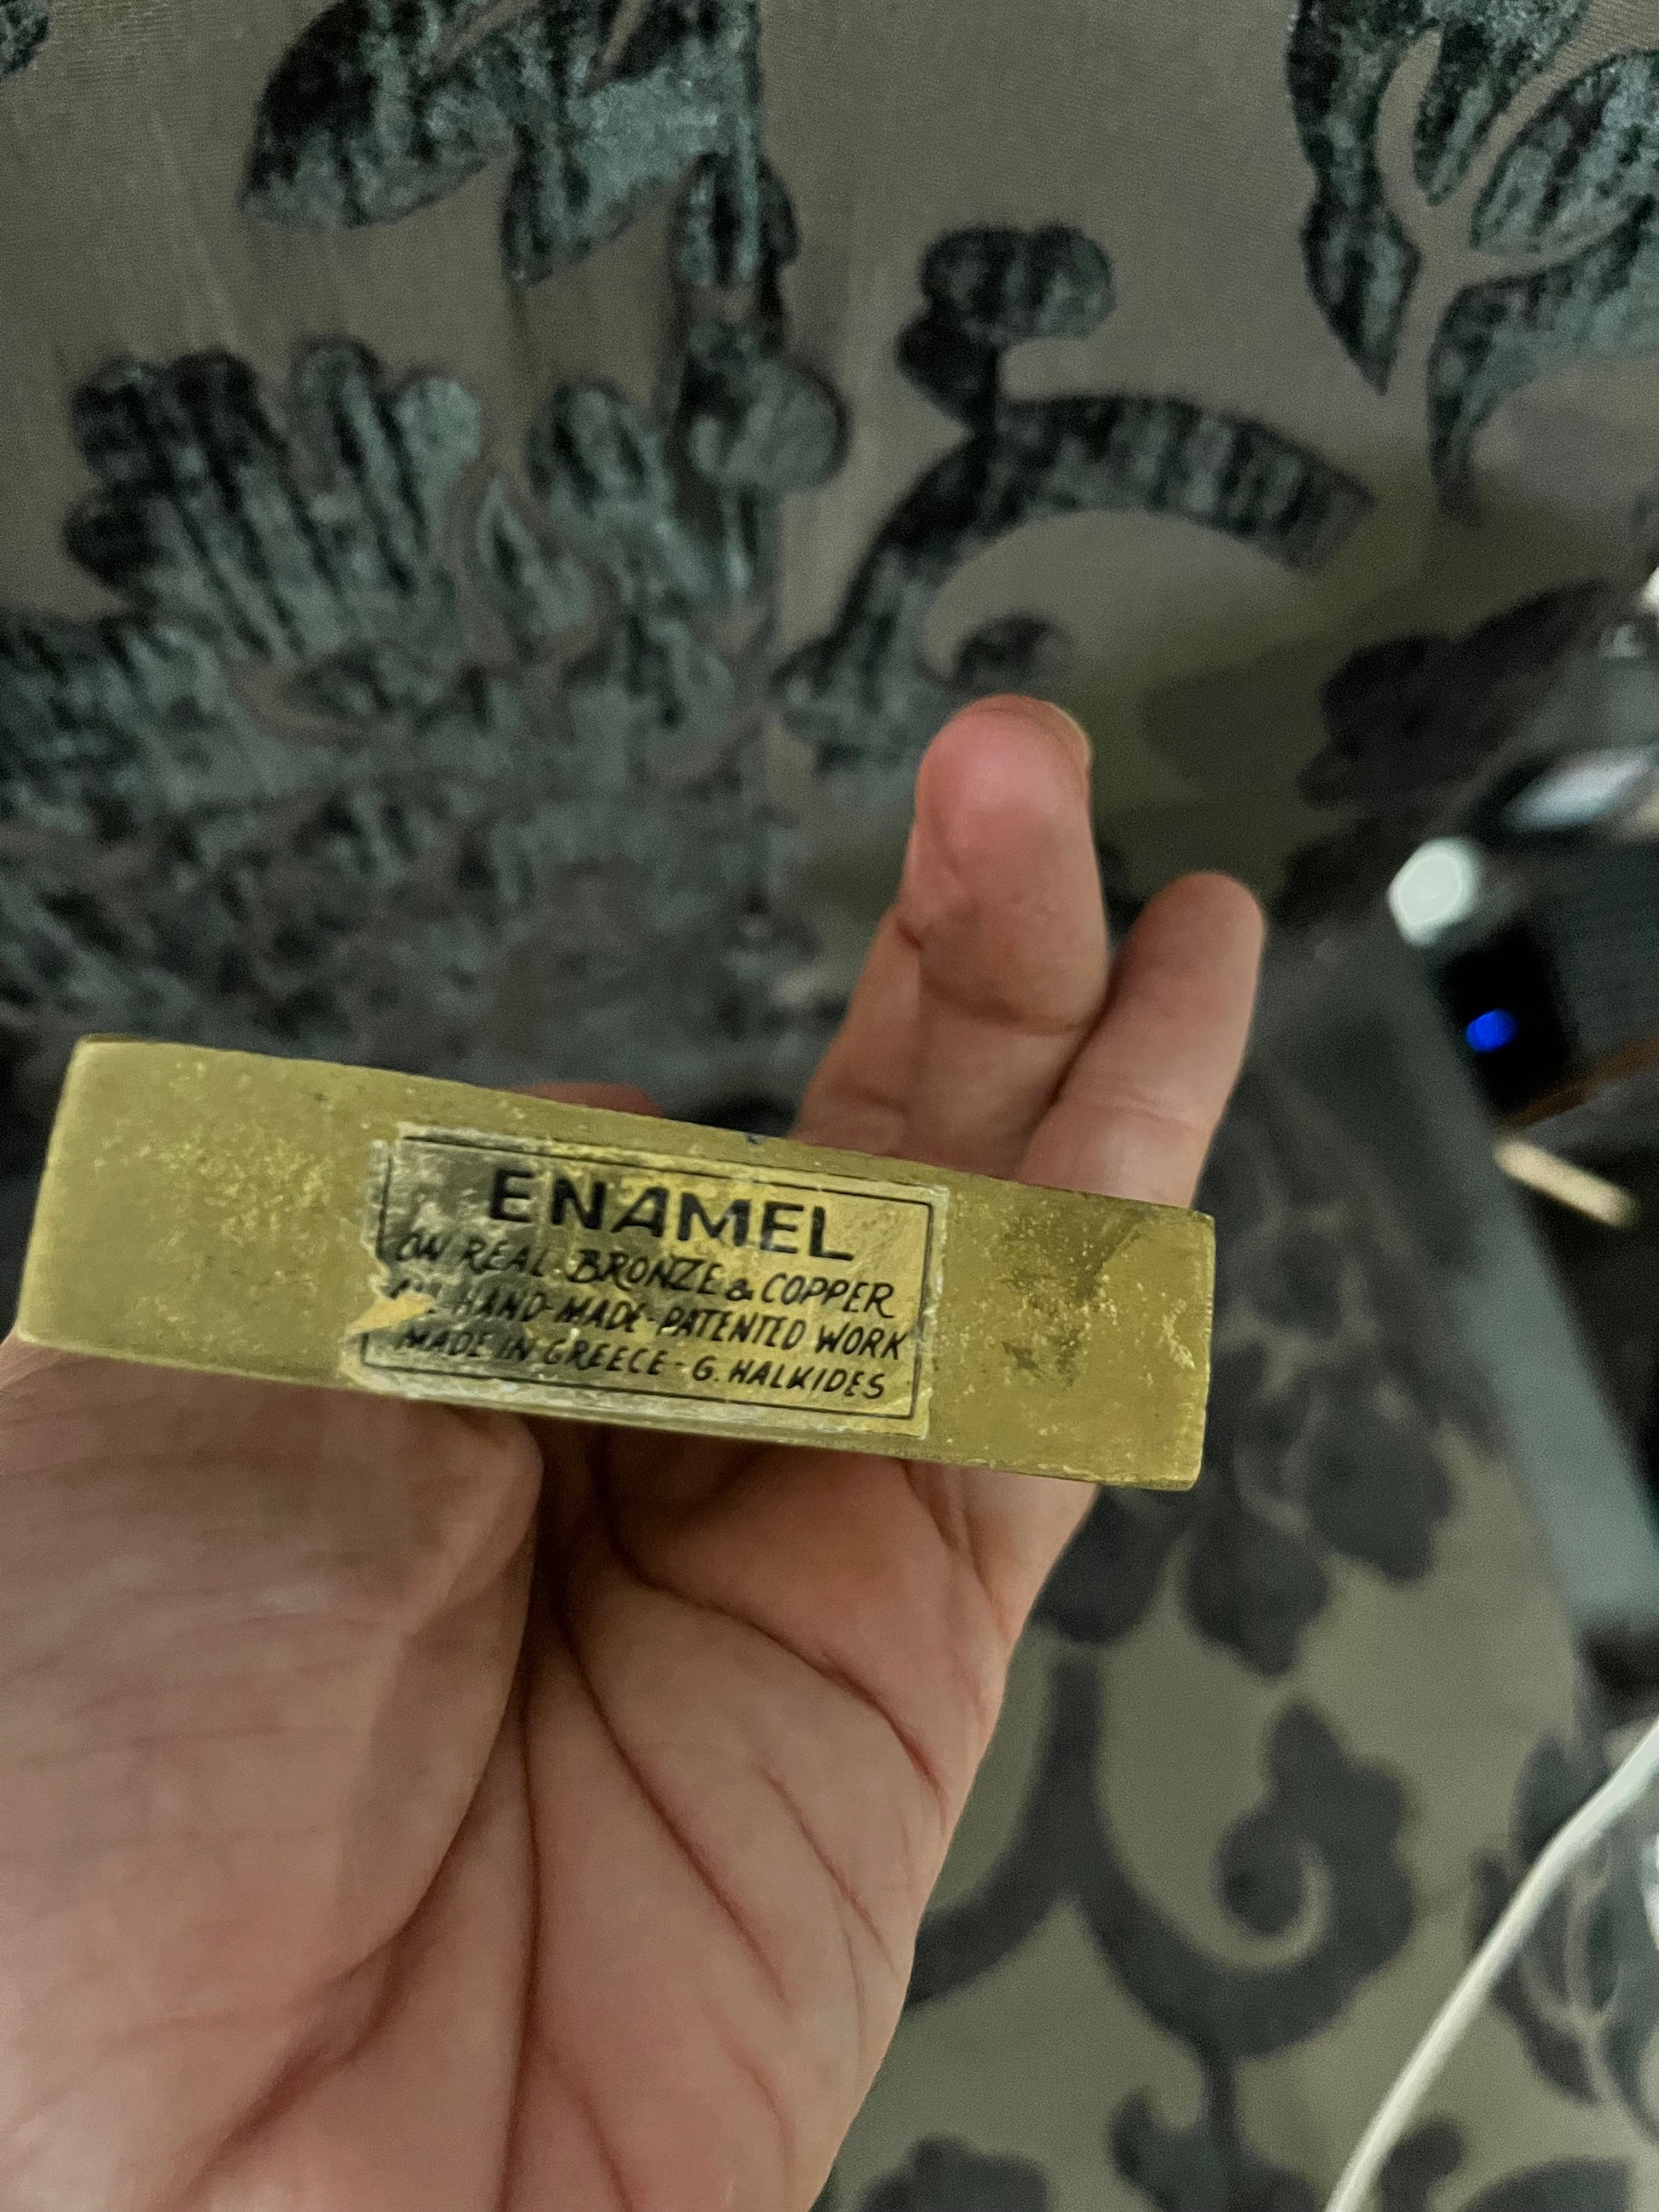 ENAMEL
ON REAL BRONZE & COPPER
HAND-MADE-PATENTED WORK
MADE IN GREECE - G. HALKIDES